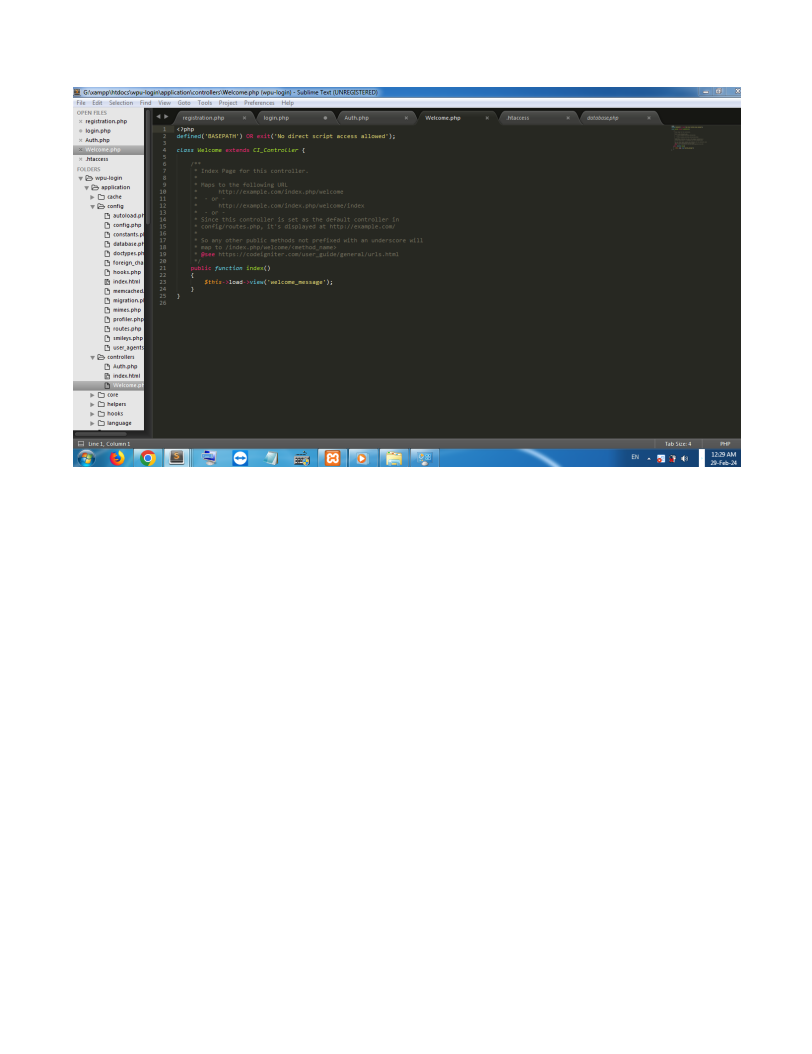 G:\xampp\htdocs\wpu-login\application\controllers\Welcome.php (wpu-login) - Sublime Text (UNREGISTERED)
File Edit Selection Find View Goto Tools Project Preferences Help
OPEN FILES
registration.php
login.php
Auth.php
Welcome.php
.htaccess
FOLDERS
wpu-login
application
cache
config
autoload.ph
config.php
constants.pl
database.ph
doctypes.ph
foreign_cha
hooks.php
index.html
memcached.
migration.pl
mimes.php
profiler.php
routes.php
smileys.php
user_agents
controllers
Auth.php
index.html
Welcome.ph
core
helpers
hooks
language
registration.php login.php Auth.php Welcome.php .htaccess database.php
1 <?php
2 defined('BASEPATH') OR exit('No direct script access allowed');
3
4 class Welcome extends CI_Controller {
5
6 /**
7 * Index Page for this controller.
8 *
9 * Maps to the following URL
10 * http://example.com/index.php/welcome
11 * - or -
12 * http://example.com/index.php/welcome/index
13 * - or -
14 * Since this controller is set as the default controller in
15 * config/routes.php, it's displayed at http://example.com/
16 *
17 * So any other public methods not prefixed with an underscore will
18 * map to /index.php/welcome/<method_name>
19 * @see https://codeigniter.com/user_guide/general/urls.html
20 */
21 public function index()
22 {
23 $this->load->view('welcome_message');
24 }
25 }
26
Line 1, Column 1 Tab Size: 4 PHP
EN 12:29 AM
29-Feb-24